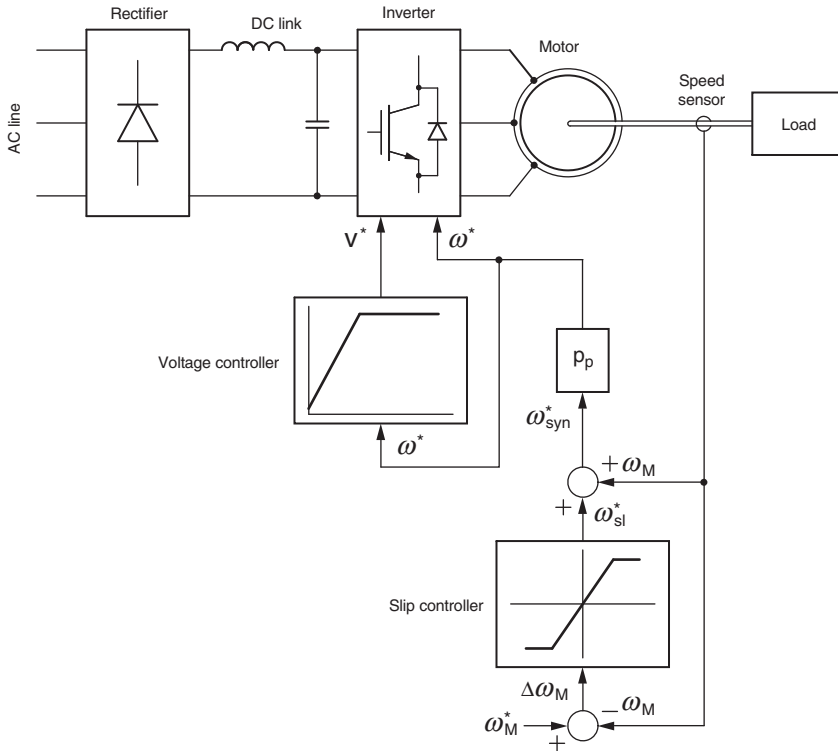 Rectifier
DC link
Inverter
Motor
Speed
sensor
Load
AC line
v*
ω*
Voltage controller
p_p
ω*_syn
ω*
+ ω_M
+
ω*_sl
Slip controller
Δω_M
− ω_M
ω*_M
+